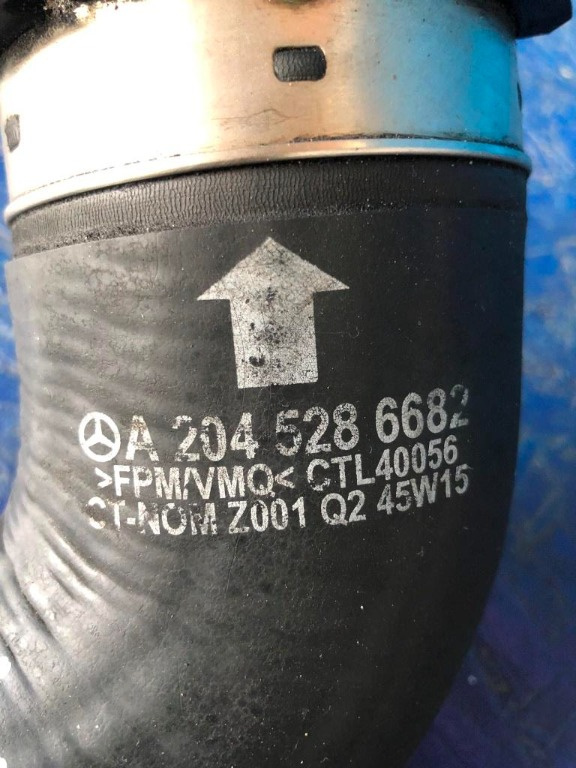 A 204 528 6682
>FPM/VMQ< CTL40056
CT-NOM Z001 Q2 45W15